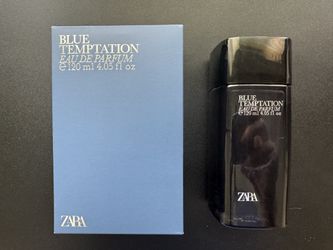 BLUE
TEMPTATION
EAU DE PARFUM
℮ 120 ml 4.05 fl oz
ZARA
BLUE
TEMPTATION
EAU DE PARFUM
℮ 120 ml 4.05 fl oz
ZARA